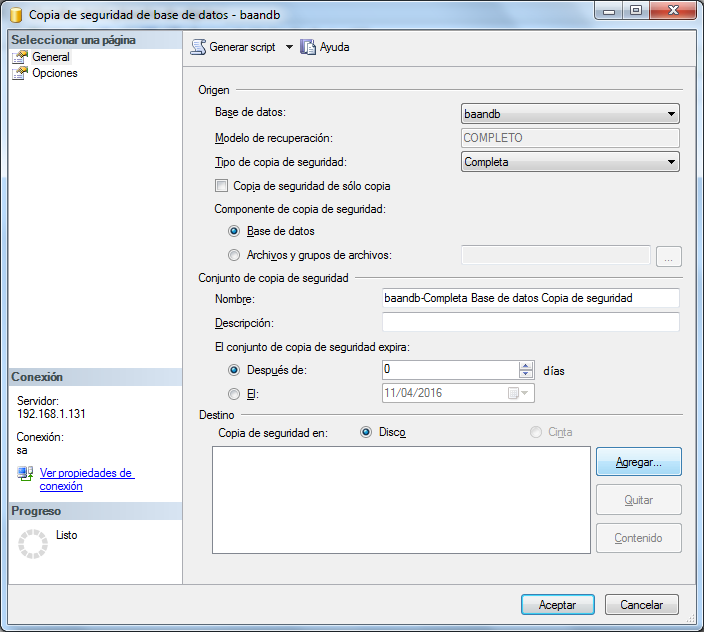 Copia de seguridad de base de datos - baandb
Seleccionar una página
General
Opciones
Generar script
Ayuda
Origen
Base de datos:
baandb
Modelo de recuperación:
COMPLETO
Tipo de copia de seguridad:
Completa
Copia de seguridad de sólo copia
Componente de copia de seguridad:
Base de datos
Archivos y grupos de archivos:
...
Conjunto de copia de seguridad
Nombre:
baandb-Completa Base de datos Copia de seguridad
Descripción:
El conjunto de copia de seguridad expira:
Después de:
0
días
El:
11/04/2016
Destino
Copia de seguridad en:
Disco
Cinta
Agregar...
Quitar
Contenido
Conexión
Servidor:
192.168.1.131
Conexión:
sa
Ver propiedades de
conexión
Progreso
Listo
Aceptar
Cancelar